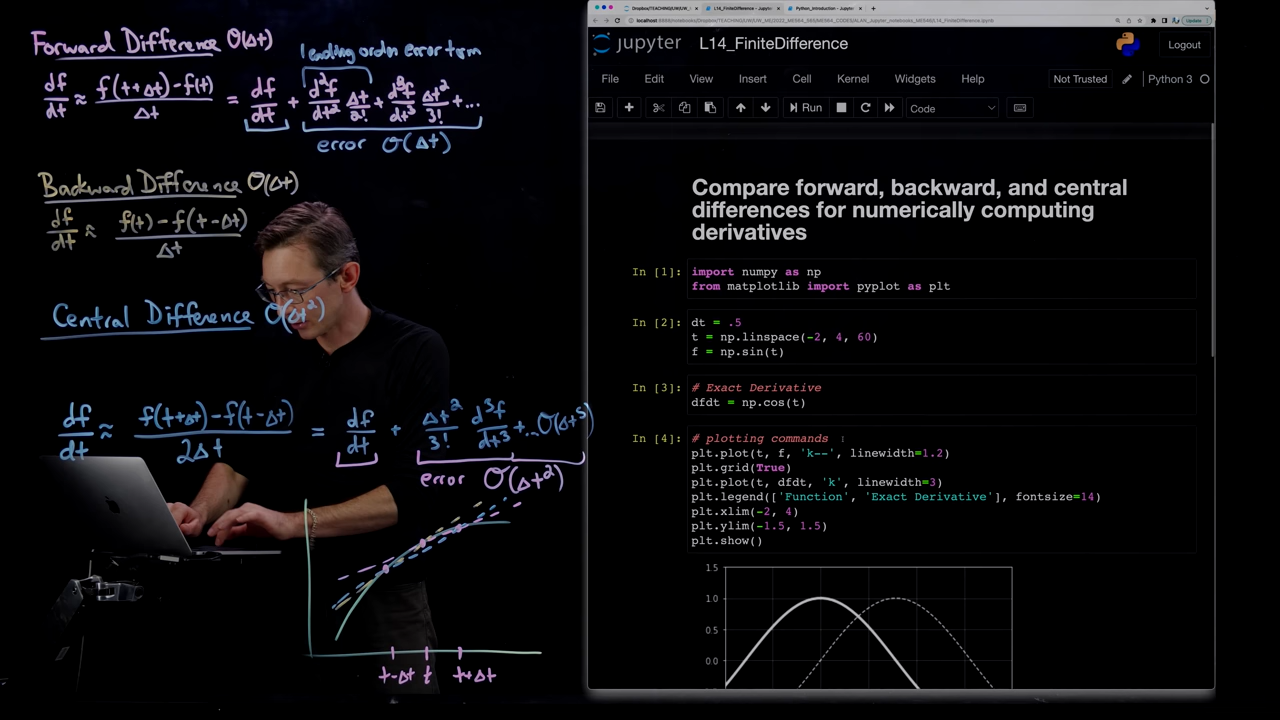 Forward Difference O(Δt)
leading order error term
df/dt ≈ f(t+Δt)-f(t)/Δt = df/dt + d²f/dt² Δt/2! + d³f/dt³ Δt²/3! + ...
error O(Δt)
Backward Difference O(Δt)
df/dt ≈ f(t)-f(t-Δt)/Δt
Central Difference O(Δt²)
df/dt ≈ f(t+Δt)-f(t-Δt)/2Δt = df/dt + Δt²/3! d³f/dt³ + ... O(Δt⁵)
error O(Δt²)
t-Δt t t+Δt
L14_FiniteDifference - Jupyter
Python_Introduction - Jupyter
Update
jupyter L14_FiniteDifference
Logout
File Edit View Insert Cell Kernel Widgets Help
Not Trusted
Python 3
Run
Code
Compare forward, backward, and central
differences for numerically computing
derivatives
In [1]: import numpy as np
from matplotlib import pyplot as plt
In [2]: dt = .5
t = np.linspace(-2, 4, 60)
f = np.sin(t)
In [3]: # Exact Derivative
dfdt = np.cos(t)
In [4]: # plotting commands
plt.plot(t, f, 'k--', linewidth=1.2)
plt.grid(True)
plt.plot(t, dfdt, 'k', linewidth=3)
plt.legend(['Function', 'Exact Derivative'], fontsize=14)
plt.xlim(-2, 4)
plt.ylim(-1.5, 1.5)
plt.show()
1.5
1.0
0.5
0.0